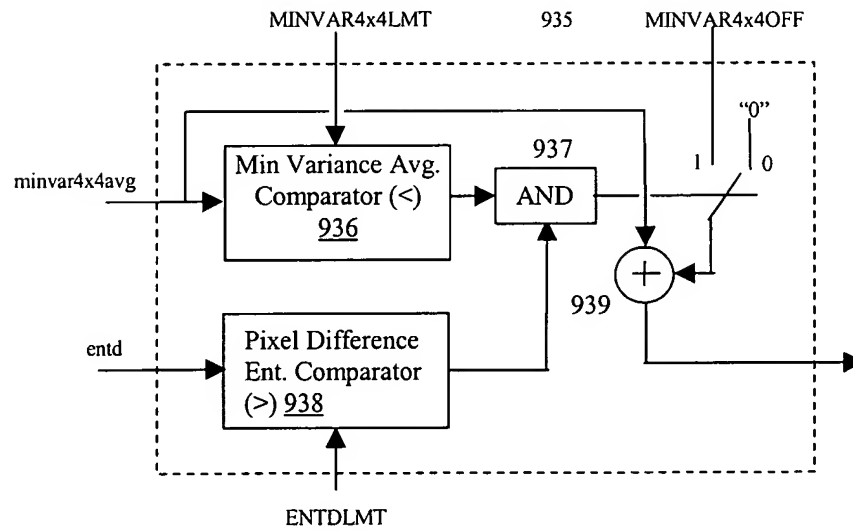 MINVAR4x4LMT
935
MINVAR4x4OFF
“0”
937
1
0
Min Variance Avg.
Comparator (<)
936
minvar4x4avg
AND
+
939
Pixel Difference
Ent. Comparator
(>) 938
entd
ENTDLMT